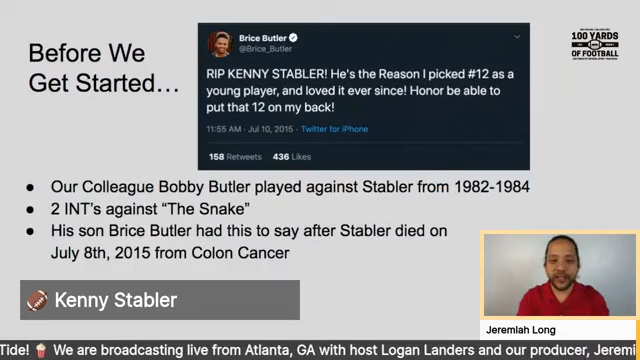 Before We
Get Started…
Brice Butler
@Brice_Butler
RIP KENNY STABLER! He's the Reason I picked #12 as a
young player, and loved it ever since! Honor be able to
put that 12 on my back!
11:55 AM · Jul 10, 2015 · Twitter for iPhone
158 Retweets 436 Likes
100 YARDS
OF FOOTBALL
● Our Colleague Bobby Butler played against Stabler from 1982-1984
● 2 INT's against “The Snake”
● His son Brice Butler had this to say after Stabler died on
July 8th, 2015 from Colon Cancer
🏈 Kenny Stabler
Jeremiah Long
Tide! 🍿 We are broadcasting live from Atlanta, GA with host Logan Landers and our producer, Jeremi